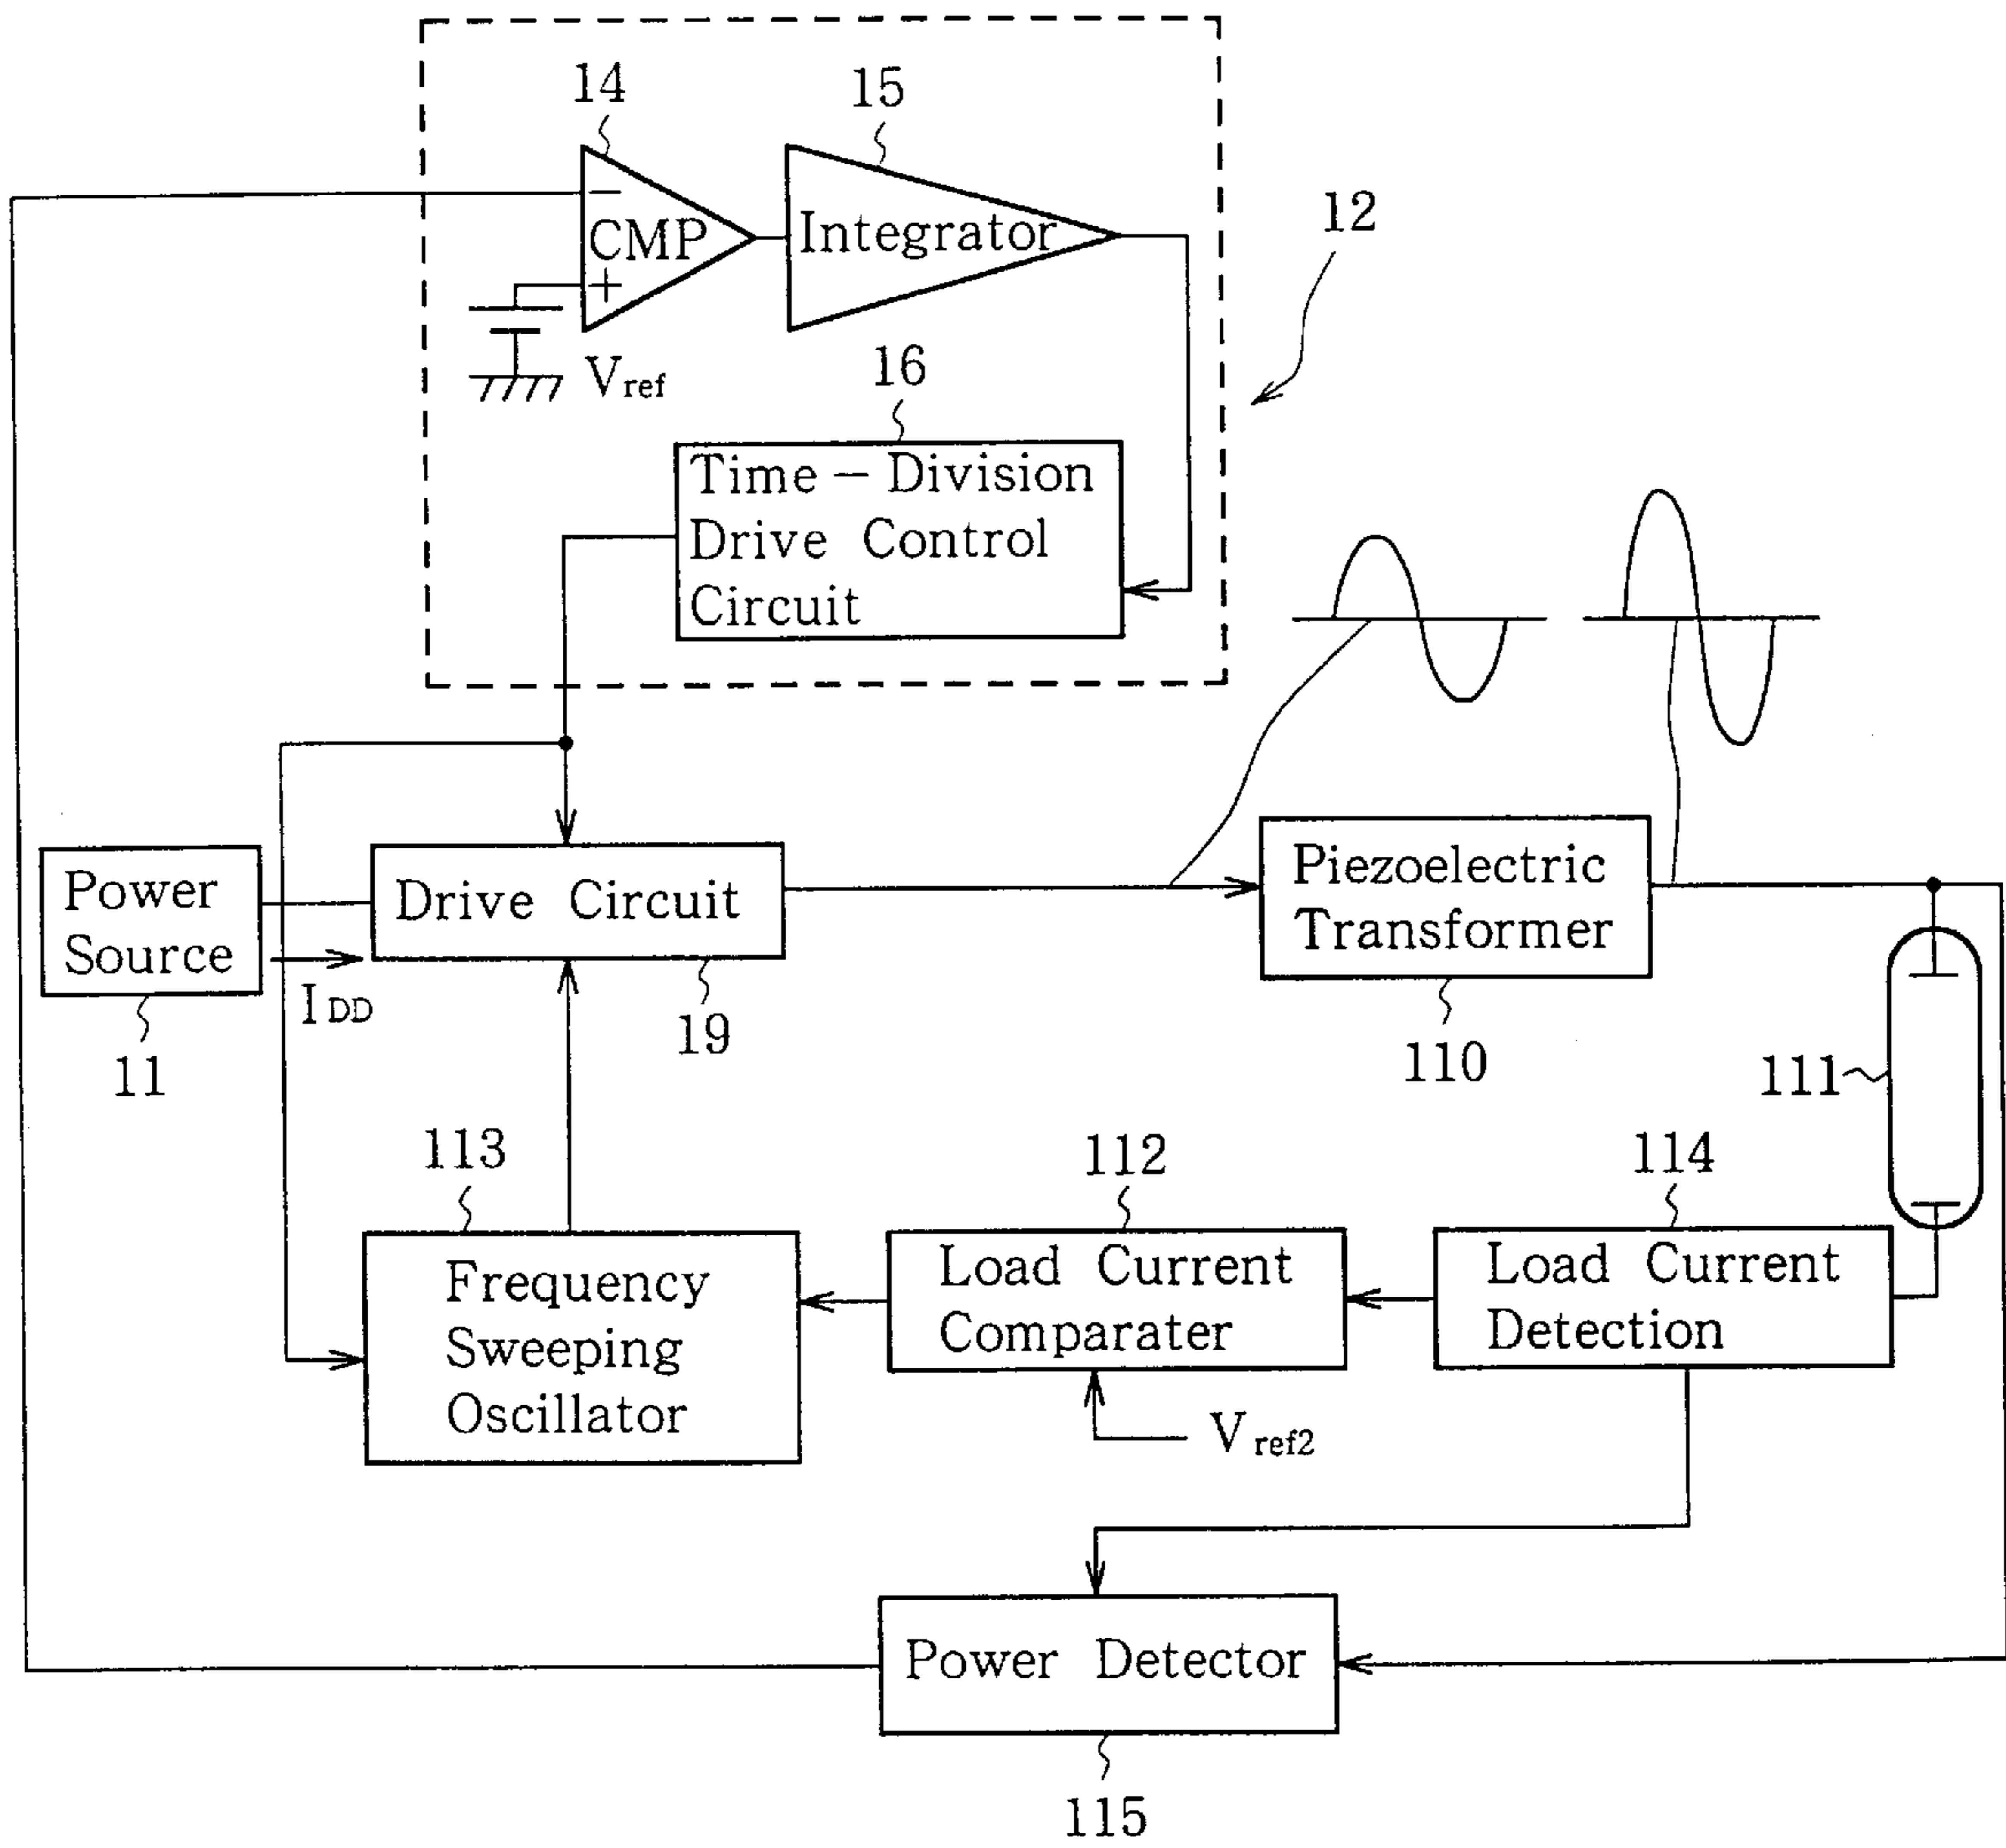 14
15
12
−
CMP
+
Integrator
Vref
16
Time − Division
Drive Control
Circuit
Power
Source
11
IDD
Drive Circuit
19
Piezoelectric
Transformer
110
111
113
Frequency
Sweeping
Oscillator
112
Load Current
Comparater
Vref2
114
Load Current
Detection
Power Detector
115